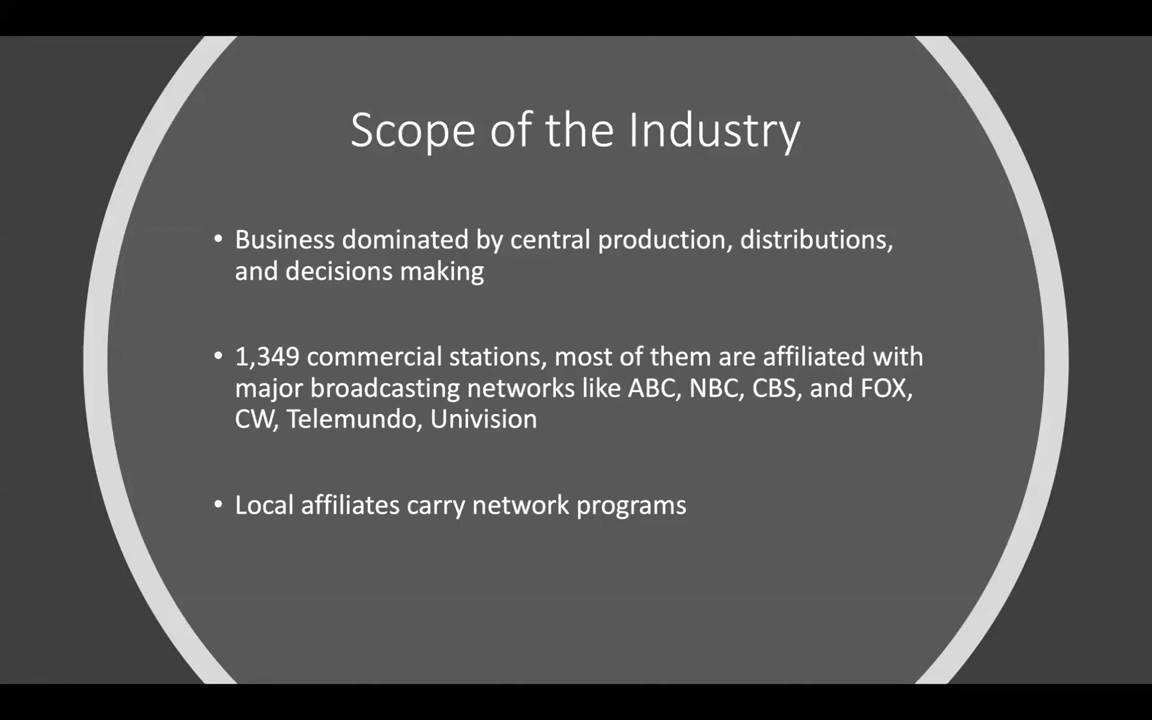 Scope of the Industry
• Business dominated by central production, distributions,
and decisions making
• 1,349 commercial stations, most of them are affiliated with
major broadcasting networks like ABC, NBC, CBS, and FOX,
CW, Telemundo, Univision
• Local affiliates carry network programs